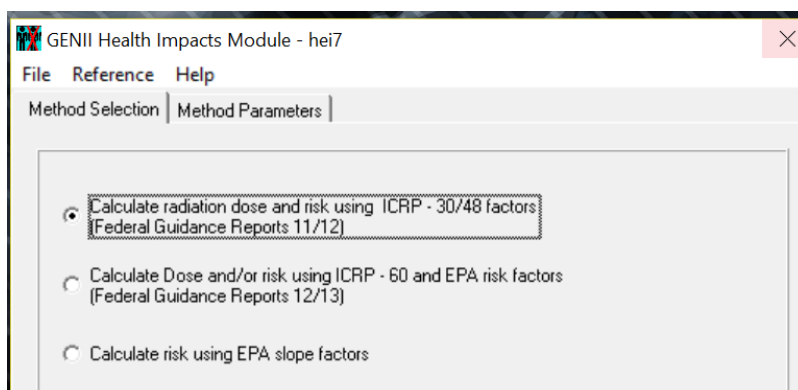 GENII Health Impacts Module - hei7
File Reference Help
Method Selection Method Parameters
Calculate radiation dose and risk using ICRP - 30/48 factors
(Federal Guidance Reports 11/12)
Calculate Dose and/or risk using ICRP - 60 and EPA risk factors
(Federal Guidance Reports 12/13)
Calculate risk using EPA slope factors